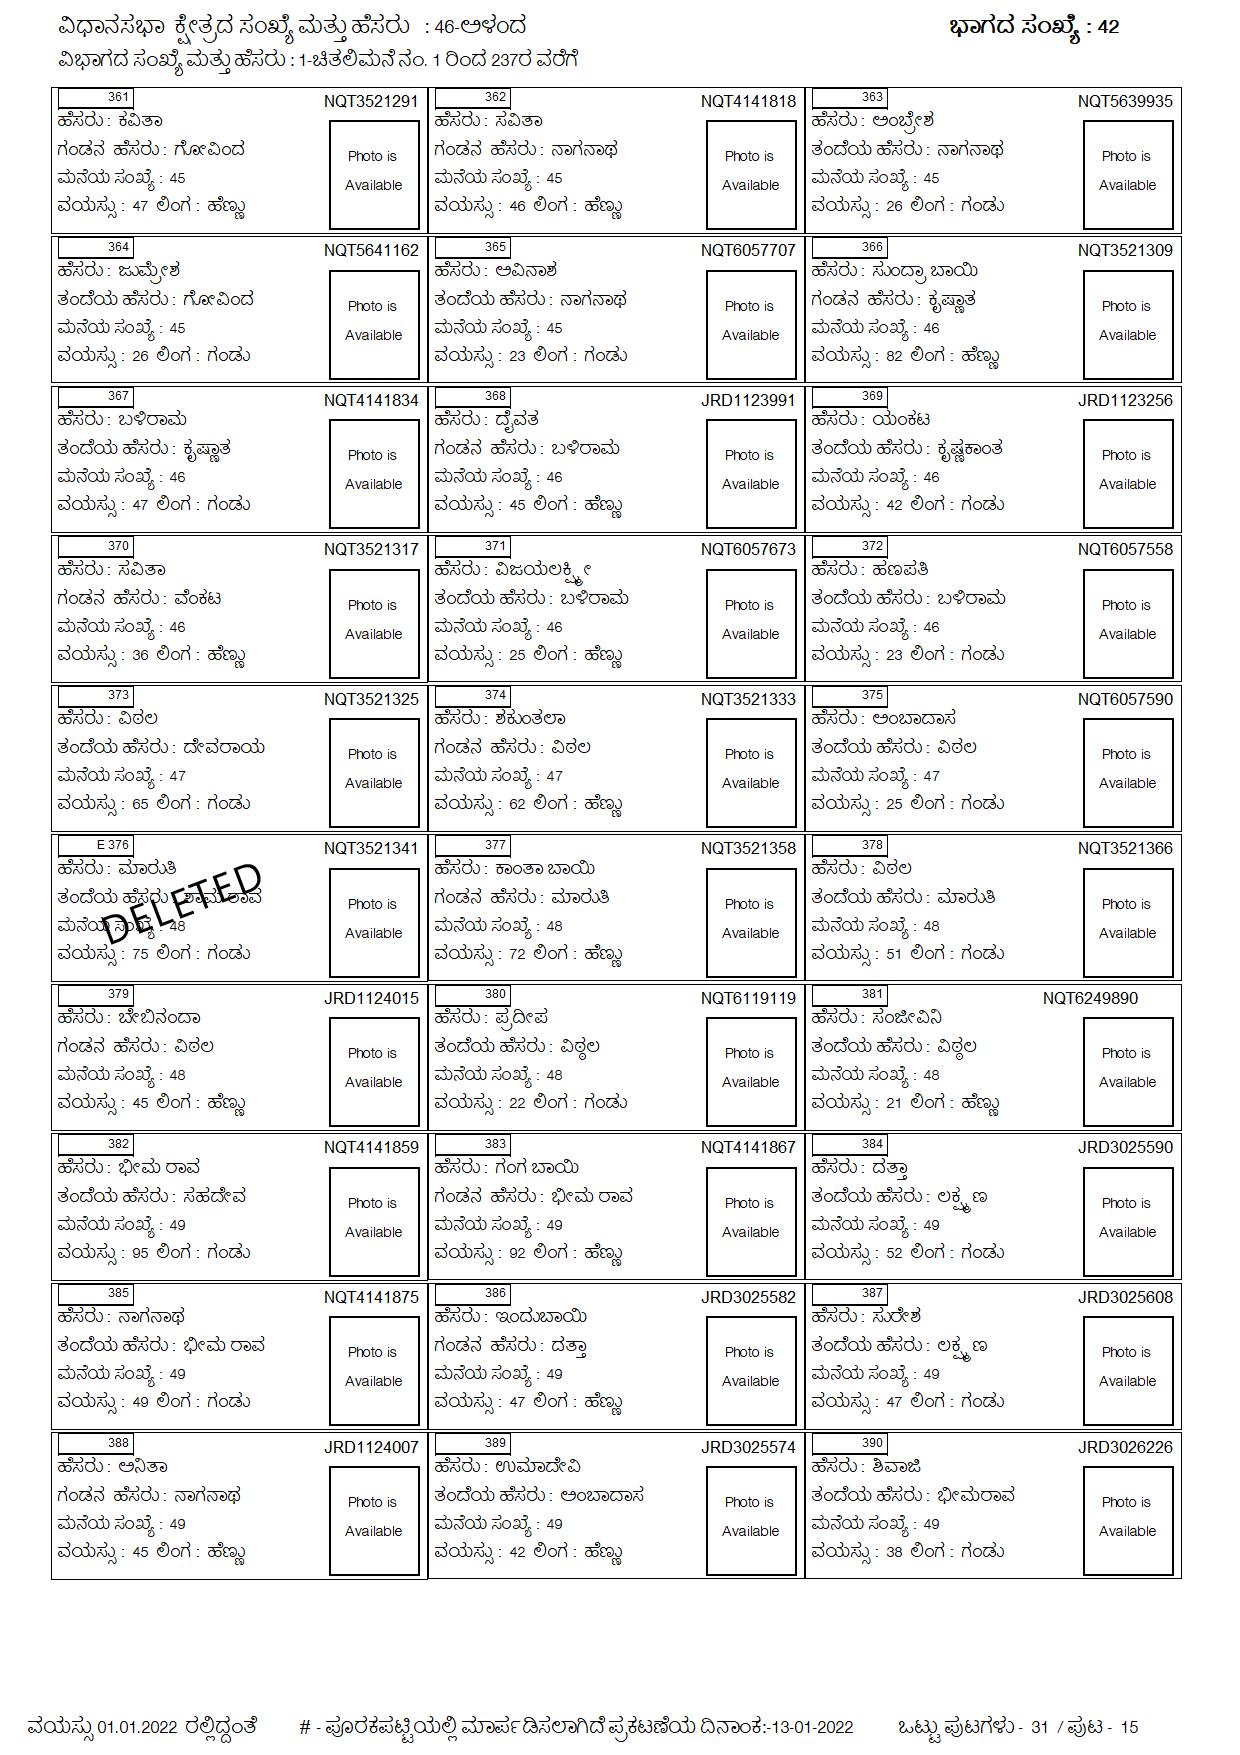 ವಿಧಾನಸಭಾ ಕ್ಷೇತ್ರದ ಸಂಖ್ಯೆ ಮತ್ತು ಹೆಸರು : 46-ಅಳಂದ ಭಾಗದ ಸಂಖ್ಯೆ : 42
ವಿಭಾಗದ ಸಂಖ್ಯೆ ಮತ್ತು ಹೆಸರು : 1-ಚಿತಲಿಮನೆ ನಂ. 1 ರಿಂದ 237ರ ವರೆಗೆ
361 NQT3521291
ಹೆಸರು : ಕವಿತಾ
ಗಂಡನ ಹೆಸರು : ಗೋವಿಂದ
ಮನೆಯ ಸಂಖ್ಯೆ : 45
ವಯಸ್ಸು : 47 ಲಿಂಗ : ಹೆಣ್ಣು
Photo is
Available
362 NQT4141818
ಹೆಸರು : ಸವಿತಾ
ಗಂಡನ ಹೆಸರು : ನಾಗನಾಥ
ಮನೆಯ ಸಂಖ್ಯೆ : 45
ವಯಸ್ಸು : 46 ಲಿಂಗ : ಹೆಣ್ಣು
Photo is
Available
363 NQT5639935
ಹೆಸರು : ಅಂಬ್ರೇಶ
ತಂದೆಯ ಹೆಸರು : ನಾಗನಾಥ
ಮನೆಯ ಸಂಖ್ಯೆ : 45
ವಯಸ್ಸು : 26 ಲಿಂಗ : ಗಂಡು
Photo is
Available
364 NQT5641162
ಹೆಸರು : ಜುಮ್ರೇಶ
ತಂದೆಯ ಹೆಸರು : ಗೋವಿಂದ
ಮನೆಯ ಸಂಖ್ಯೆ : 45
ವಯಸ್ಸು : 26 ಲಿಂಗ : ಗಂಡು
Photo is
Available
365 NQT6057707
ಹೆಸರು : ಅವಿನಾಶ
ತಂದೆಯ ಹೆಸರು : ನಾಗನಾಥ
ಮನೆಯ ಸಂಖ್ಯೆ : 45
ವಯಸ್ಸು : 23 ಲಿಂಗ : ಗಂಡು
Photo is
Available
366 NQT3521309
ಹೆಸರು : ಸುಂದ್ರಾ ಬಾಯಿ
ಗಂಡನ ಹೆಸರು : ಕೃಷ್ಣಾತ
ಮನೆಯ ಸಂಖ್ಯೆ : 46
ವಯಸ್ಸು : 82 ಲಿಂಗ : ಹೆಣ್ಣು
Photo is
Available
367 NQT4141834
ಹೆಸರು : ಬಳಿರಾಮ
ತಂದೆಯ ಹೆಸರು : ಕೃಷ್ಣಾತ
ಮನೆಯ ಸಂಖ್ಯೆ : 46
ವಯಸ್ಸು : 47 ಲಿಂಗ : ಗಂಡು
Photo is
Available
368 JRD1123991
ಹೆಸರು : ದೈವತ
ಗಂಡನ ಹೆಸರು : ಬಳಿರಾಮ
ಮನೆಯ ಸಂಖ್ಯೆ : 46
ವಯಸ್ಸು : 45 ಲಿಂಗ : ಹೆಣ್ಣು
Photo is
Available
369 JRD1123256
ಹೆಸರು : ಯಂಕಟ
ತಂದೆಯ ಹೆಸರು : ಕೃಷ್ಣಕಾಂತ
ಮನೆಯ ಸಂಖ್ಯೆ : 46
ವಯಸ್ಸು : 42 ಲಿಂಗ : ಗಂಡು
Photo is
Available
370 NQT3521317
ಹೆಸರು : ಸವಿತಾ
ಗಂಡನ ಹೆಸರು : ವೆಂಕಟ
ಮನೆಯ ಸಂಖ್ಯೆ : 46
ವಯಸ್ಸು : 36 ಲಿಂಗ : ಹೆಣ್ಣು
Photo is
Available
371 NQT6057673
ಹೆಸರು : ವಿಜಯಲಕ್ಷ್ಮೀ
ತಂದೆಯ ಹೆಸರು : ಬಳಿರಾಮ
ಮನೆಯ ಸಂಖ್ಯೆ : 46
ವಯಸ್ಸು : 25 ಲಿಂಗ : ಹೆಣ್ಣು
Photo is
Available
372 NQT6057558
ಹೆಸರು : ಹಣಪತಿ
ತಂದೆಯ ಹೆಸರು : ಬಳಿರಾಮ
ಮನೆಯ ಸಂಖ್ಯೆ : 46
ವಯಸ್ಸು : 23 ಲಿಂಗ : ಗಂಡು
Photo is
Available
373 NQT3521325
ಹೆಸರು : ವಿಠಲ
ತಂದೆಯ ಹೆಸರು : ದೇವರಾಯ
ಮನೆಯ ಸಂಖ್ಯೆ : 47
ವಯಸ್ಸು : 65 ಲಿಂಗ : ಗಂಡು
Photo is
Available
374 NQT3521333
ಹೆಸರು : ಶಕುಂತಲಾ
ಗಂಡನ ಹೆಸರು : ವಿಠಲ
ಮನೆಯ ಸಂಖ್ಯೆ : 47
ವಯಸ್ಸು : 62 ಲಿಂಗ : ಹೆಣ್ಣು
Photo is
Available
375 NQT6057590
ಹೆಸರು : ಅಂಬಾದಾಸ
ತಂದೆಯ ಹೆಸರು : ವಿಠಲ
ಮನೆಯ ಸಂಖ್ಯೆ : 47
ವಯಸ್ಸು : 25 ಲಿಂಗ : ಗಂಡು
Photo is
Available
E 376 NQT3521341
ಹೆಸರು : ಮಾರುತಿ
ತಂದೆಯ ಹೆಸರು : ಶಾಮ ರಾವ
ಮನೆಯ ಸಂಖ್ಯೆ : 48
ವಯಸ್ಸು : 75 ಲಿಂಗ : ಗಂಡು
DELETED
Photo is
Available
377 NQT3521358
ಹೆಸರು : ಕಾಂತಾ ಬಾಯಿ
ಗಂಡನ ಹೆಸರು : ಮಾರುತಿ
ಮನೆಯ ಸಂಖ್ಯೆ : 48
ವಯಸ್ಸು : 72 ಲಿಂಗ : ಹೆಣ್ಣು
Photo is
Available
378 NQT3521366
ಹೆಸರು : ವಿಠಲ
ತಂದೆಯ ಹೆಸರು : ಮಾರುತಿ
ಮನೆಯ ಸಂಖ್ಯೆ : 48
ವಯಸ್ಸು : 51 ಲಿಂಗ : ಗಂಡು
Photo is
Available
379 JRD1124015
ಹೆಸರು : ಬೇಬಿನಂದಾ
ಗಂಡನ ಹೆಸರು : ವಿಠಲ
ಮನೆಯ ಸಂಖ್ಯೆ : 48
ವಯಸ್ಸು : 45 ಲಿಂಗ : ಹೆಣ್ಣು
Photo is
Available
380 NQT6119119
ಹೆಸರು : ಪ್ರದೀಪ
ತಂದೆಯ ಹೆಸರು : ವಿಠ್ಠಲ
ಮನೆಯ ಸಂಖ್ಯೆ : 48
ವಯಸ್ಸು : 22 ಲಿಂಗ : ಗಂಡು
Photo is
Available
381 NQT6249890
ಹೆಸರು : ಸಂಜೀವಿನಿ
ತಂದೆಯ ಹೆಸರು : ವಿಠ್ಠಲ
ಮನೆಯ ಸಂಖ್ಯೆ : 48
ವಯಸ್ಸು : 21 ಲಿಂಗ : ಹೆಣ್ಣು
Photo is
Available
382 NQT4141859
ಹೆಸರು : ಭೀಮ ರಾವ
ತಂದೆಯ ಹೆಸರು : ಸಹದೇವ
ಮನೆಯ ಸಂಖ್ಯೆ : 49
ವಯಸ್ಸು : 95 ಲಿಂಗ : ಗಂಡು
Photo is
Available
383 NQT4141867
ಹೆಸರು : ಗಂಗ ಬಾಯಿ
ಗಂಡನ ಹೆಸರು : ಭೀಮ ರಾವ
ಮನೆಯ ಸಂಖ್ಯೆ : 49
ವಯಸ್ಸು : 92 ಲಿಂಗ : ಹೆಣ್ಣು
Photo is
Available
384 JRD3025590
ಹೆಸರು : ದತ್ತಾ
ತಂದೆಯ ಹೆಸರು : ಲಕ್ಷ್ಮಣ
ಮನೆಯ ಸಂಖ್ಯೆ : 49
ವಯಸ್ಸು : 52 ಲಿಂಗ : ಗಂಡು
Photo is
Available
385 NQT4141875
ಹೆಸರು : ನಾಗನಾಥ
ತಂದೆಯ ಹೆಸರು : ಭೀಮ ರಾವ
ಮನೆಯ ಸಂಖ್ಯೆ : 49
ವಯಸ್ಸು : 49 ಲಿಂಗ : ಗಂಡು
Photo is
Available
386 JRD3025582
ಹೆಸರು : ಇಂದುಬಾಯಿ
ಗಂಡನ ಹೆಸರು : ದತ್ತಾ
ಮನೆಯ ಸಂಖ್ಯೆ : 49
ವಯಸ್ಸು : 47 ಲಿಂಗ : ಹೆಣ್ಣು
Photo is
Available
387 JRD3025608
ಹೆಸರು : ಸುರೇಶ
ತಂದೆಯ ಹೆಸರು : ಲಕ್ಷ್ಮಣ
ಮನೆಯ ಸಂಖ್ಯೆ : 49
ವಯಸ್ಸು : 47 ಲಿಂಗ : ಗಂಡು
Photo is
Available
388 JRD1124007
ಹೆಸರು : ಅನಿತಾ
ಗಂಡನ ಹೆಸರು : ನಾಗನಾಥ
ಮನೆಯ ಸಂಖ್ಯೆ : 49
ವಯಸ್ಸು : 45 ಲಿಂಗ : ಹೆಣ್ಣು
Photo is
Available
389 JRD3025574
ಹೆಸರು : ಉಮಾದೇವಿ
ತಂದೆಯ ಹೆಸರು : ಅಂಬಾದಾಸ
ಮನೆಯ ಸಂಖ್ಯೆ : 49
ವಯಸ್ಸು : 42 ಲಿಂಗ : ಹೆಣ್ಣು
Photo is
Available
390 JRD3026226
ಹೆಸರು : ಶಿವಾಜಿ
ತಂದೆಯ ಹೆಸರು : ಭೀಮರಾವ
ಮನೆಯ ಸಂಖ್ಯೆ : 49
ವಯಸ್ಸು : 38 ಲಿಂಗ : ಗಂಡು
Photo is
Available
ವಯಸ್ಸು 01.01.2022 ರಲ್ಲಿದ್ದಂತೆ # - ಪೂರಕಪಟ್ಟಿಯಲ್ಲಿ ಮಾರ್ಪಡಿಸಲಾಗಿದೆ ಪ್ರಕಟಣೆಯ ದಿನಾಂಕ:-13-01-2022 ಒಟ್ಟು ಪುಟಗಳು - 31 / ಪುಟ - 15